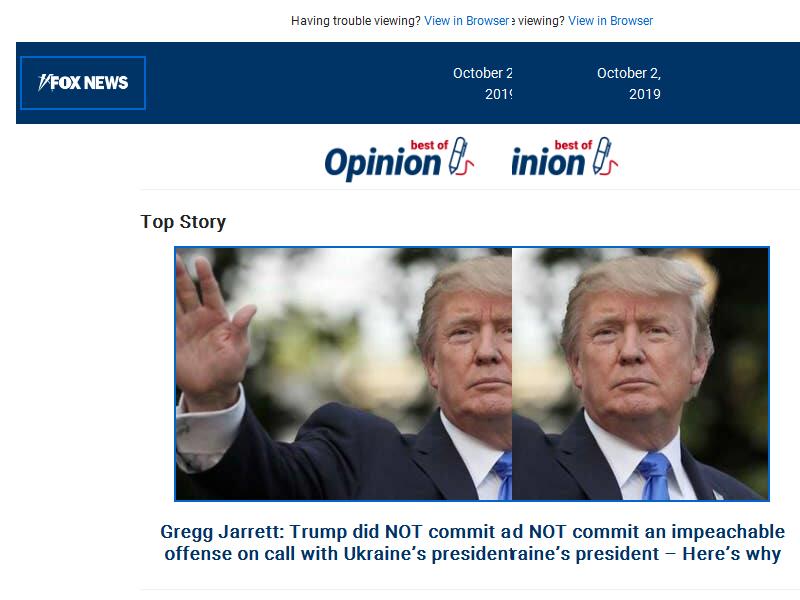 Having trouble viewing? View in Browser e viewing? View in Browser
FOX NEWS
October 2 October 2,
2019 2019
best of best of
Opinion inion
Top Story
Gregg Jarrett: Trump did NOT commit ad NOT commit an impeachable
offense on call with Ukraine's presidentraine's president – Here's why